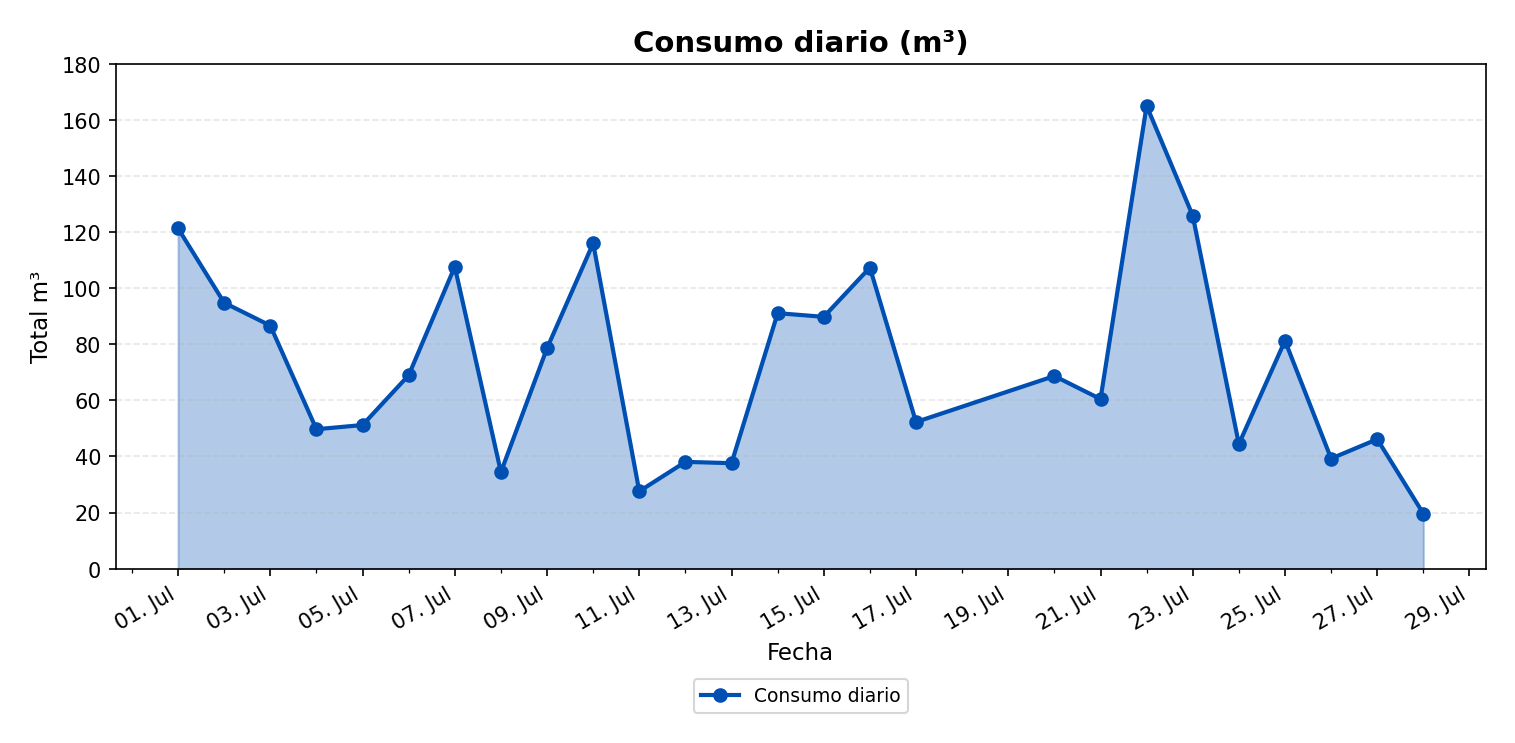 Consumo diario (m³)
180
160
140
120
100
80
60
40
20
0
Total m³
01. Jul
03. Jul
05. Jul
07. Jul
09. Jul
11. Jul
13. Jul
15. Jul
17. Jul
19. Jul
21. Jul
23. Jul
25. Jul
27. Jul
29. Jul
Fecha
Consumo diario